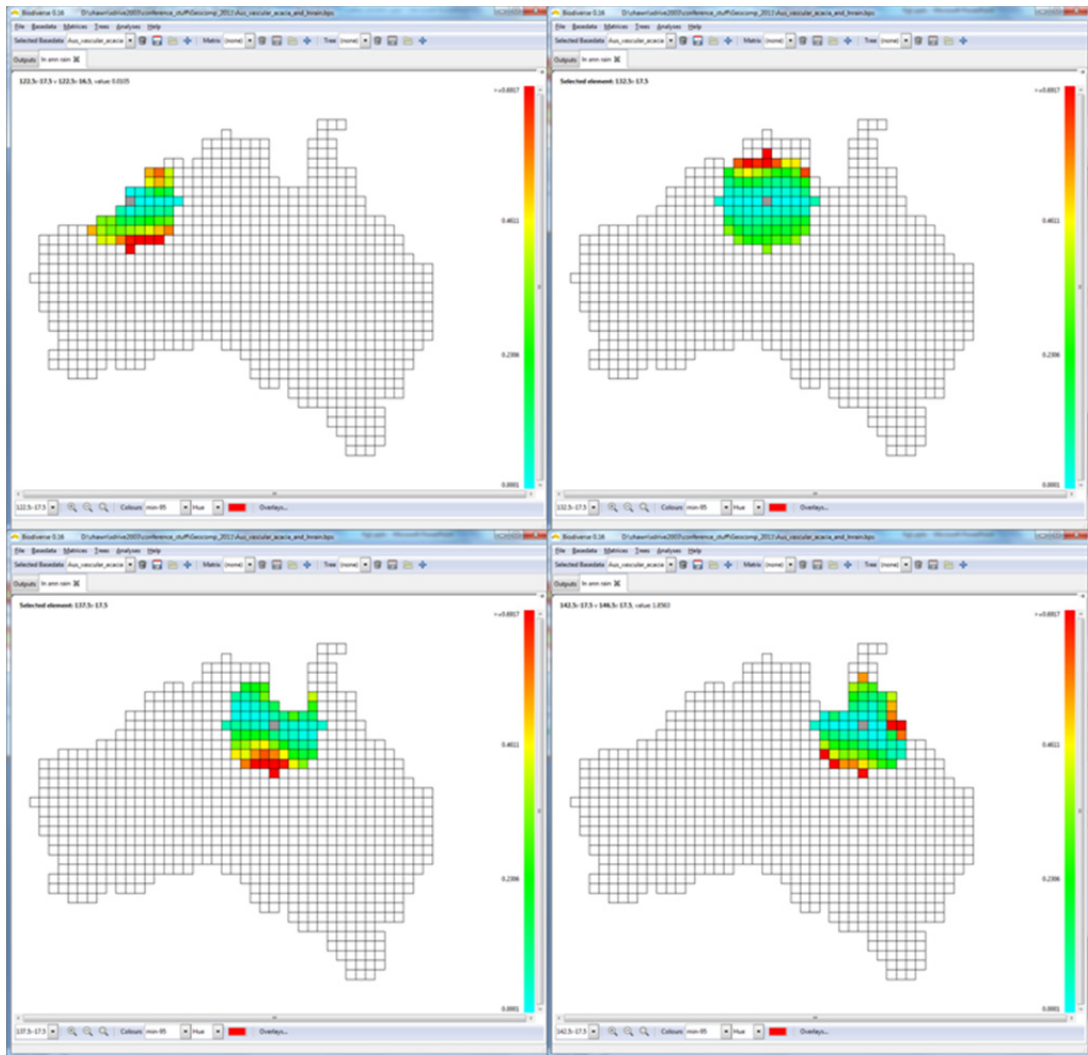 Biodiverse 0.16
File Basedata Matrices Trees Analyses Help
Selected Basedata Aus_vascular_acacia Matrix (none) Tree (none)
Outputs ln ann rain
122.5:-17.5 v 122.5:-16.5, value: 0.0105
>=0.6917
0.4611
0.2306
0.0001
122.5:-17.5 Colours min-95 Hue Overlays...
Biodiverse 0.16
File Basedata Matrices Trees Analyses Help
Selected Basedata Aus_vascular_acacia Matrix (none) Tree (none)
Outputs ln ann rain
Selected element: 132.5:-17.5
>=0.6917
0.4611
0.2306
0.0001
132.5:-17.5 Colours min-95 Hue Overlays...
Biodiverse 0.16
File Basedata Matrices Trees Analyses Help
Selected Basedata Aus_vascular_acacia Matrix (none) Tree (none)
Outputs ln ann rain
Selected element: 137.5:-17.5
>=0.6917
0.4611
0.2306
0.0001
137.5:-17.5 Colours min-95 Hue Overlays...
Biodiverse 0.16
File Basedata Matrices Trees Analyses Help
Selected Basedata Aus_vascular_acacia Matrix (none) Tree (none)
Outputs ln ann rain
142.5:-17.5 v 146.5:-17.5, value: 1.0563
>=0.6917
0.4611
0.2306
0.0001
142.5:-17.5 Colours min-95 Hue Overlays...